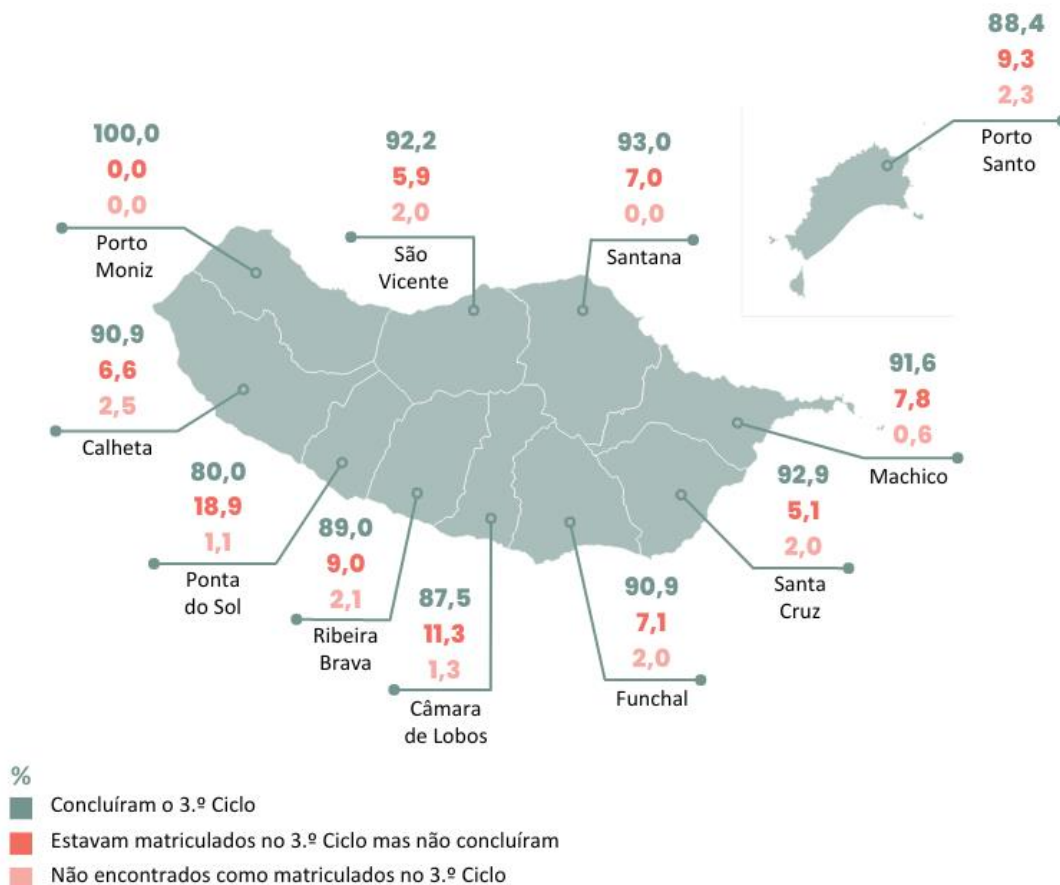 88,4
9,3
2,3
Porto
Santo
100,0
0,0
0,0
Porto
Moniz
92,2
5,9
2,0
São
Vicente
93,0
7,0
0,0
Santana
90,9
6,6
2,5
Calheta
91,6
7,8
0,6
Machico
80,0
18,9
1,1
Ponta
do Sol
89,0
9,0
2,1
Ribeira
Brava
87,5
11,3
1,3
Câmara
de Lobos
90,9
7,1
2,0
Funchal
92,9
5,1
2,0
Santa
Cruz
%
Concluíram o 3.º Ciclo
Estavam matriculados no 3.º Ciclo mas não concluíram
Não encontrados como matriculados no 3.º Ciclo